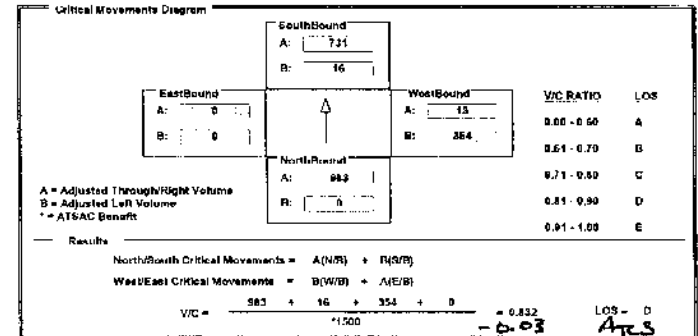 Critical Movements Diagram
SouthBound
A: 731
B: 16
EastBound
A: 0
B: 0
WestBound
A: 13
B: 354
NorthBound
A: 983
B: 0
A = Adjusted Through/Right Volume
B = Adjusted Left Volume
* = ATSAC Benefit
V/C RATIO LOS
0.00 - 0.60 A
0.61 - 0.70 B
0.71 - 0.80 C
0.81 - 0.90 D
0.91 - 1.00 E
Results
North/South Critical Movements = A(N/B) + B(S/B)
West/East Critical Movements = B(W/B) + A(E/B)
V/C = 983 + 16 + 354 + 0 = 0.832 LOS = D
*1500
- 0.03 ATCS